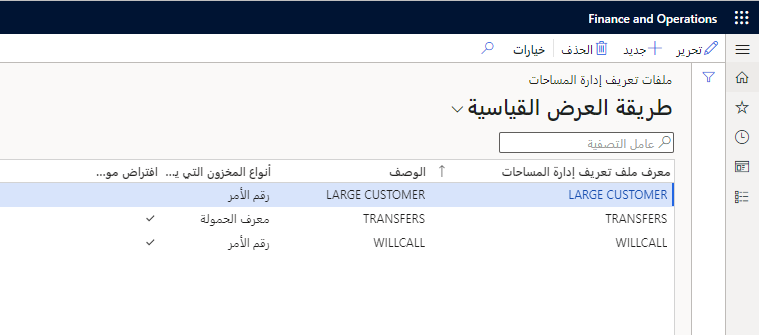 Finance and Operations
تحرير جديد الحذف خيارات
ملفات تعريف إدارة المساحات
طريقة العرض القياسية
عامل التصفية
معرف ملف تعريف إدارة المساحات الوصف أنواع المخزون التي يـ... افتراض مو...
LARGE CUSTOMER LARGE CUSTOMER رقم الأمر
TRANSFERS TRANSFERS معرف الحمولة
WILLCALL WILLCALL رقم الأمر